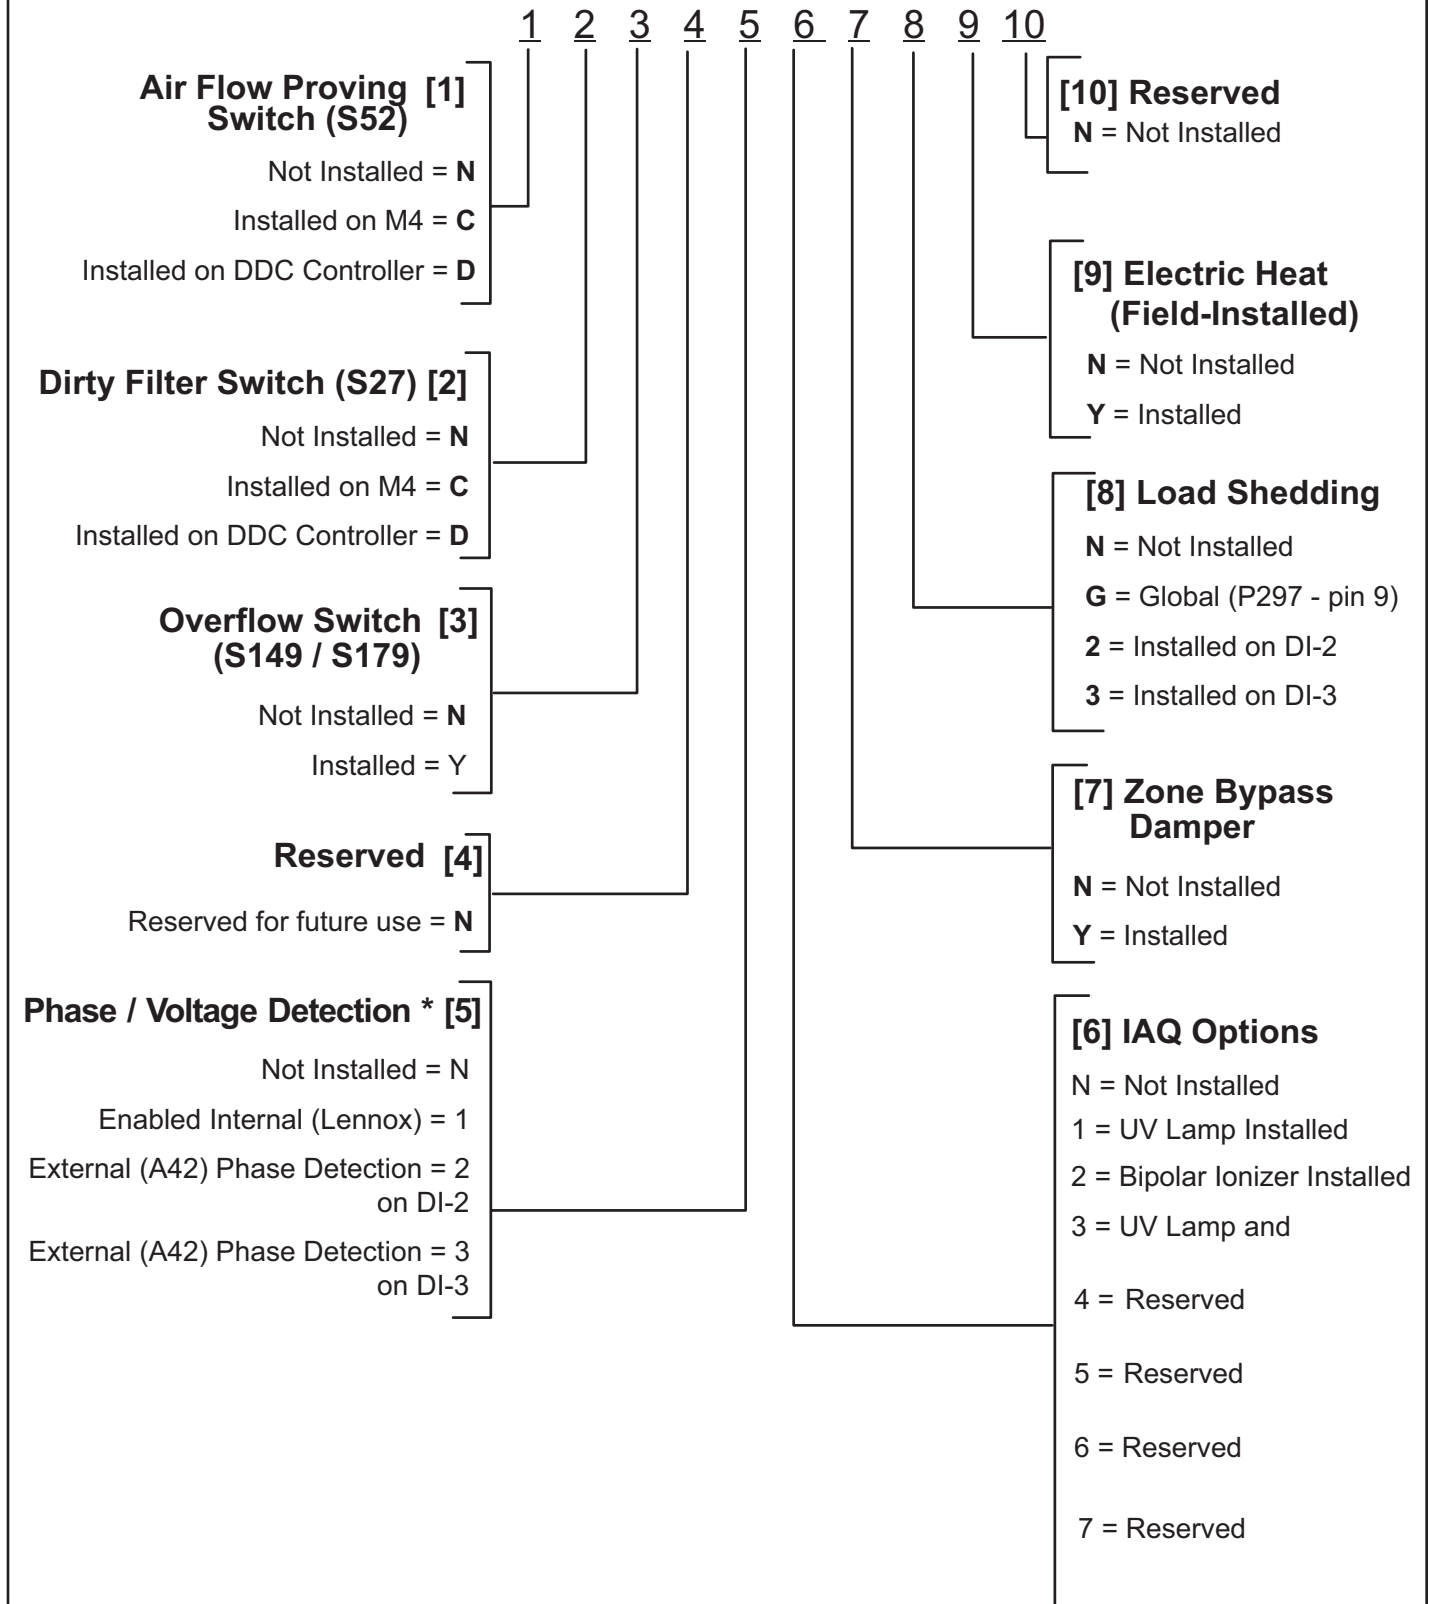 1 2 3 4 5 6 7 8 9 10
Air Flow Proving [1]
Switch (S52)
Not Installed = N
Installed on M4 = C
Installed on DDC Controller = D
Dirty Filter Switch (S27) [2]
Not Installed = N
Installed on M4 = C
Installed on DDC Controller = D
Overflow Switch [3]
(S149 / S179)
Not Installed = N
Installed = Y
Reserved [4]
Reserved for future use = N
Phase / Voltage Detection * [5]
Not Installed = N
Enabled Internal (Lennox) = 1
External (A42) Phase Detection = 2
on DI-2
External (A42) Phase Detection = 3
on DI-3
[10] Reserved
N = Not Installed
[9] Electric Heat
(Field-Installed)
N = Not Installed
Y = Installed
[8] Load Shedding
N = Not Installed
G = Global (P297 - pin 9)
2 = Installed on DI-2
3 = Installed on DI-3
[7] Zone Bypass
Damper
N = Not Installed
Y = Installed
[6] IAQ Options
N = Not Installed
1 = UV Lamp Installed
2 = Bipolar Ionizer Installed
3 = UV Lamp and
4 = Reserved
5 = Reserved
6 = Reserved
7 = Reserved